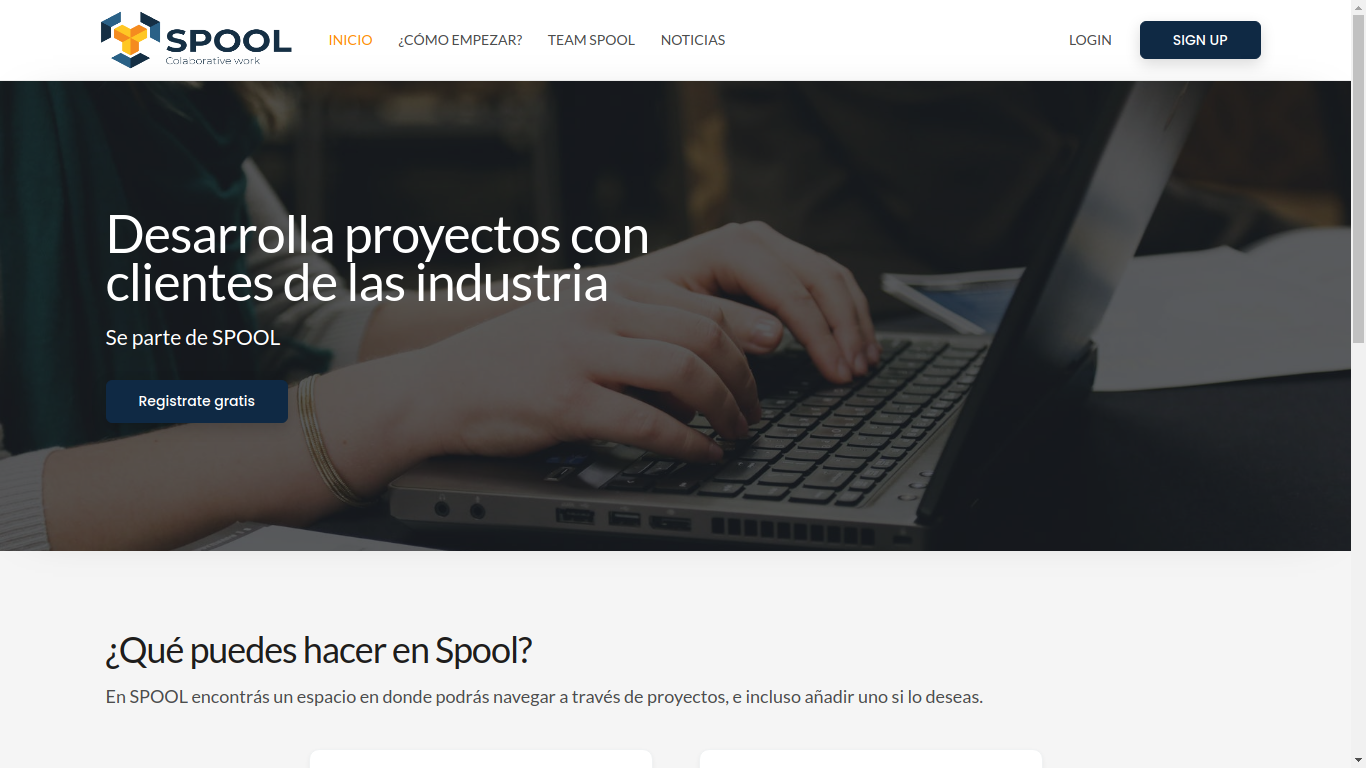 SPOOL
Colaborative work
INICIO
¿CÓMO EMPEZAR?
TEAM SPOOL
NOTICIAS
LOGIN
SIGN UP
Desarrolla proyectos con
clientes de las industria
Se parte de SPOOL
Registrate gratis
¿Qué puedes hacer en Spool?
En SPOOL encontrás un espacio en donde podrás navegar a través de proyectos, e incluso añadir uno si lo deseas.